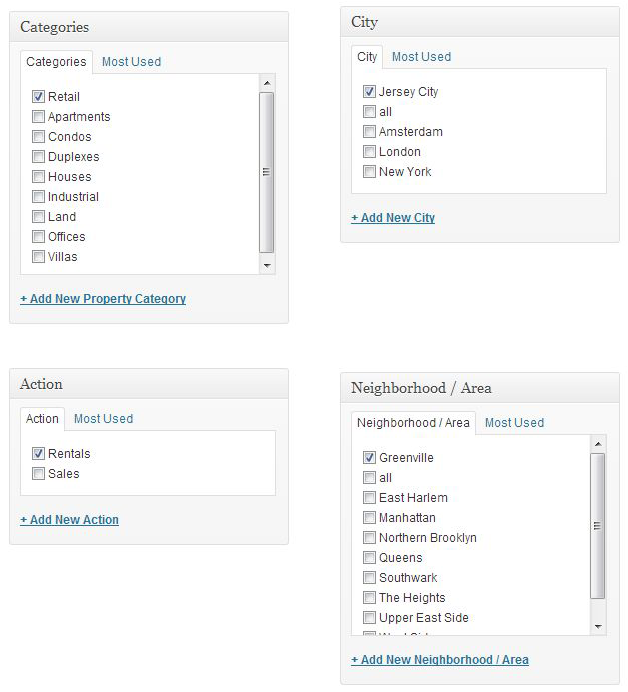 Categories
Categories Most Used
Retail
Apartments
Condos
Duplexes
Houses
Industrial
Land
Offices
Villas
+ Add New Property Category
City
City Most Used
Jersey City
all
Amsterdam
London
New York
+ Add New City
Action
Action Most Used
Rentals
Sales
+ Add New Action
Neighborhood / Area
Neighborhood / Area Most Used
Greenville
all
East Harlem
Manhattan
Northern Brooklyn
Queens
Southwark
The Heights
Upper East Side
+ Add New Neighborhood / Area